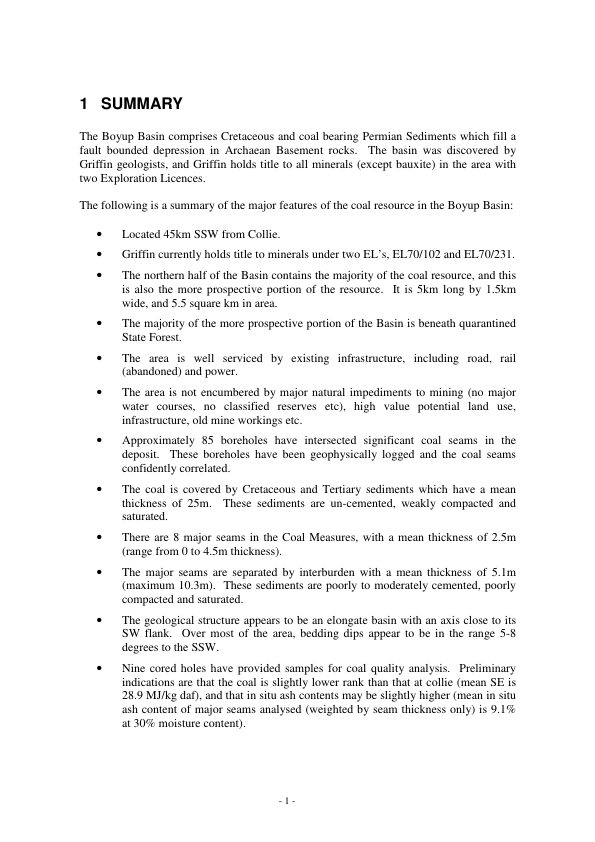 1 SUMMARY
The Boyup Basin comprises Cretaceous and coal bearing Permian Sediments which fill a
fault bounded depression in Archaean Basement rocks. The basin was discovered by
Griffin geologists, and Griffin holds title to all minerals (except bauxite) in the area with
two Exploration Licences.
The following is a summary of the major features of the coal resource in the Boyup Basin:
• Located 45km SSW from Collie.
• Griffin currently holds title to minerals under two EL's, EL70/102 and EL70/231.
• The northern half of the Basin contains the majority of the coal resource, and this
is also the more prospective portion of the resource. It is 5km long by 1.5km
wide, and 5.5 square km in area.
• The majority of the more prospective portion of the Basin is beneath quarantined
State Forest.
• The area is well serviced by existing infrastructure, including road, rail
(abandoned) and power.
• The area is not encumbered by major natural impediments to mining (no major
water courses, no classified reserves etc), high value potential land use,
infrastructure, old mine workings etc.
• Approximately 85 boreholes have intersected significant coal seams in the
deposit. These boreholes have been geophysically logged and the coal seams
confidently correlated.
• The coal is covered by Cretaceous and Tertiary sediments which have a mean
thickness of 25m. These sediments are un-cemented, weakly compacted and
saturated.
• There are 8 major seams in the Coal Measures, with a mean thickness of 2.5m
(range from 0 to 4.5m thickness).
• The major seams are separated by interburden with a mean thickness of 5.1m
(maximum 10.3m). These sediments are poorly to moderately cemented, poorly
compacted and saturated.
• The geological structure appears to be an elongate basin with an axis close to its
SW flank. Over most of the area, bedding dips appear to be in the range 5-8
degrees to the SSW.
• Nine cored holes have provided samples for coal quality analysis. Preliminary
indications are that the coal is slightly lower rank than that at collie (mean SE is
28.9 MJ/kg daf), and that in situ ash contents may be slightly higher (mean in situ
ash content of major seams analysed (weighted by seam thickness only) is 9.1%
at 30% moisture content).
- 1 -